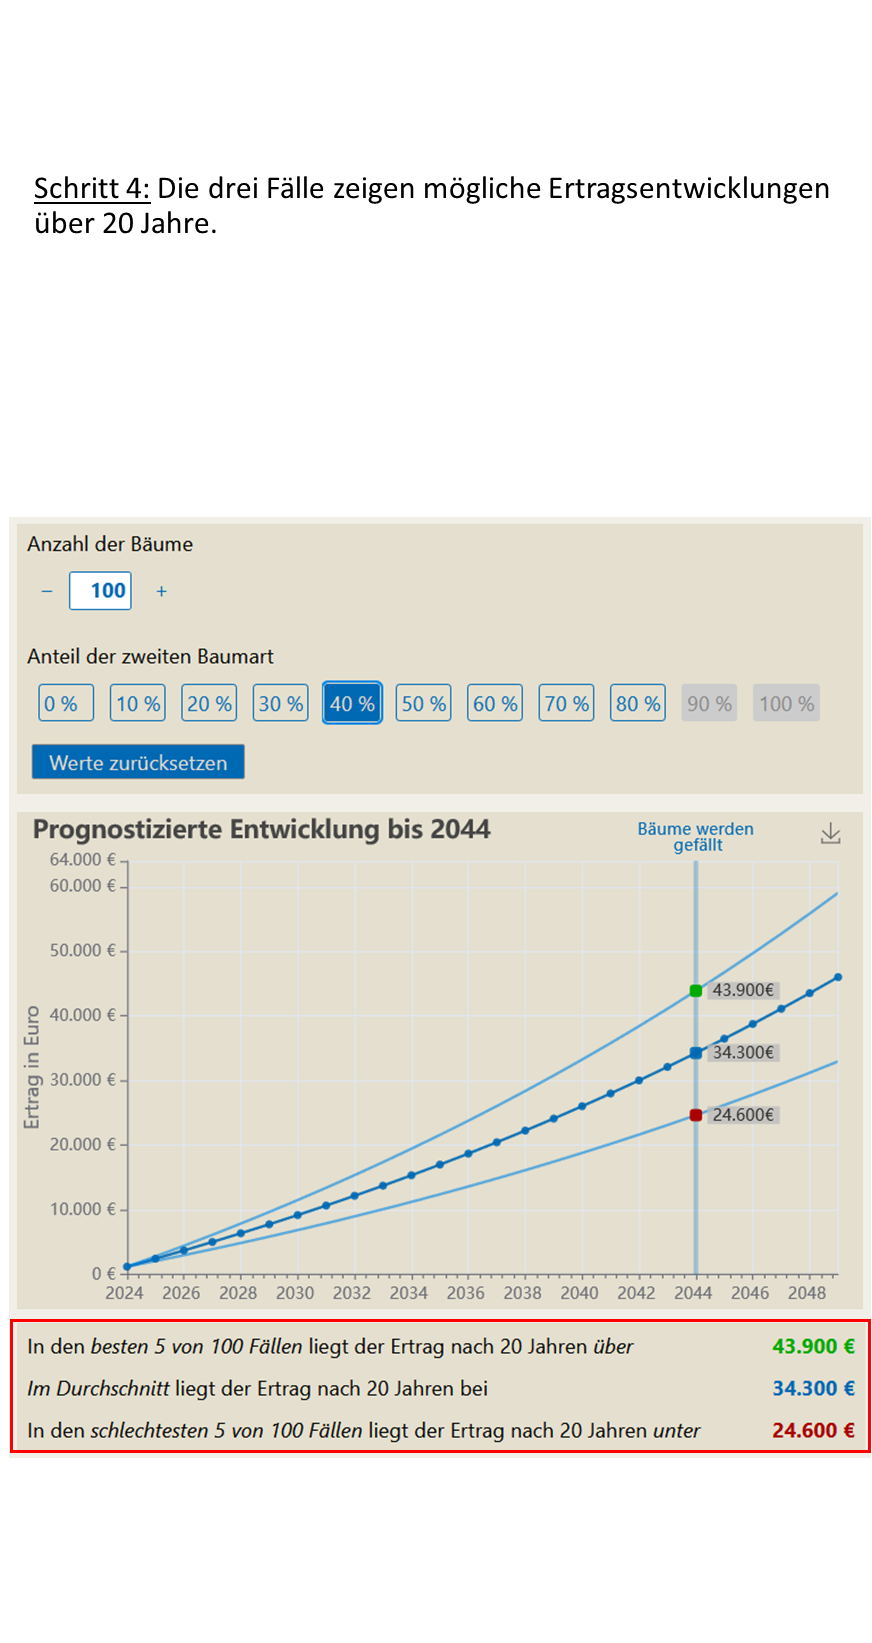 Schritt 4: Die drei Fälle zeigen mögliche Ertragsentwicklungen
über 20 Jahre.
Anzahl der Bäume
− 100 +
Anteil der zweiten Baumart
0 % 10 % 20 % 30 % 40 % 50 % 60 % 70 % 80 % 90 % 100 %
Werte zurücksetzen
Prognostizierte Entwicklung bis 2044
Bäume werden
gefällt
64.000 €
60.000 €
50.000 €
43.900€
40.000 €
34.300€
30.000 €
24.600€
20.000 €
10.000 €
0 €
Ertrag in Euro
2024 2026 2028 2030 2032 2034 2036 2038 2040 2042 2044 2046 2048
In den besten 5 von 100 Fällen liegt der Ertrag nach 20 Jahren über 43.900 €
Im Durchschnitt liegt der Ertrag nach 20 Jahren bei 34.300 €
In den schlechtesten 5 von 100 Fällen liegt der Ertrag nach 20 Jahren unter 24.600 €